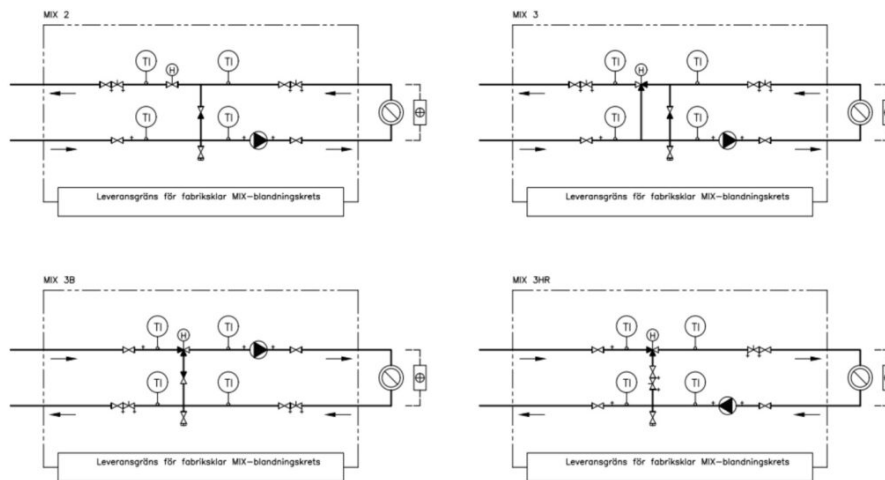 MIX 2
TI
H
TI
TI
TI
Leveransgräns för fabriksklar MIX-blandningskrets
MIX 3
TI
H
TI
TI
TI
Leveransgräns för fabriksklar MIX-blandningskrets
MIX 3B
TI
H
TI
TI
TI
Leveransgräns för fabriksklar MIX-blandningskrets
MIX 3HR
TI
H
TI
TI
TI
Leveransgräns för fabriksklar MIX-blandningskrets